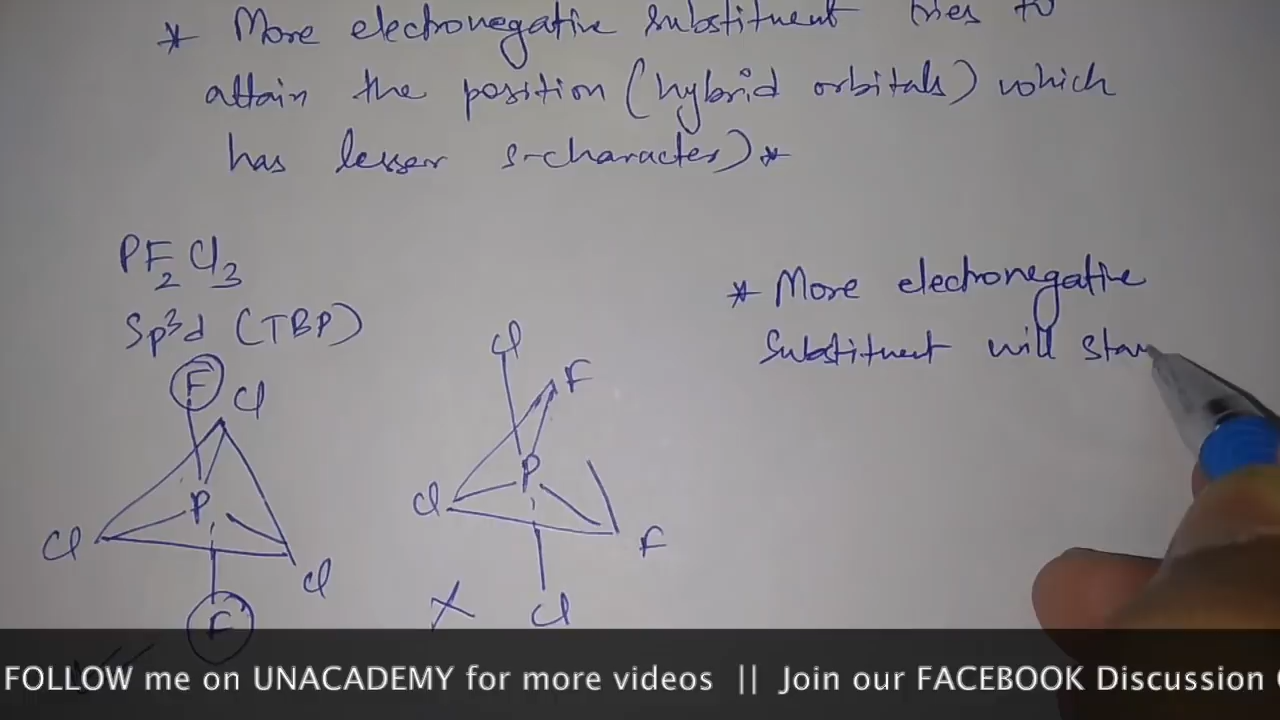 * More electronegative substituent tries to
attain the position (hybrid orbitals) which
has lesser s-character) *
PF2Cl3
Sp3d (TBP)
* More electronegative
substituent will stay
F
Cl
P
Cl
Cl
F
Cl
F
P
Cl
F
Cl
X
FOLLOW me on UNACADEMY for more videos || Join our FACEBOOK Discussion